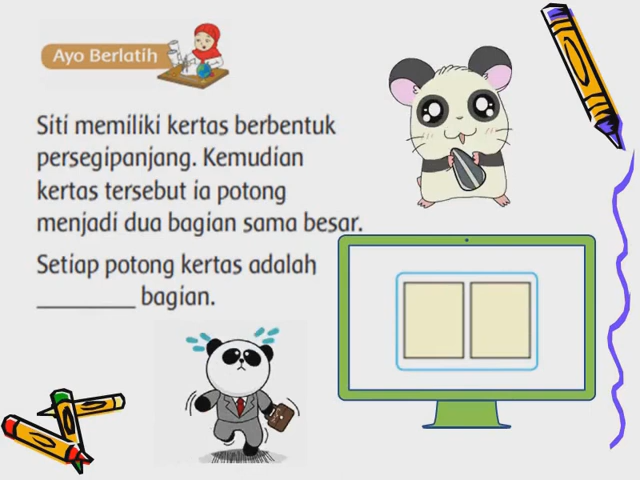 Ayo Berlatih
Siti memiliki kertas berbentuk
persegipanjang. Kemudian
kertas tersebut ia potong
menjadi dua bagian sama besar.
Setiap potong kertas adalah
_________ bagian.